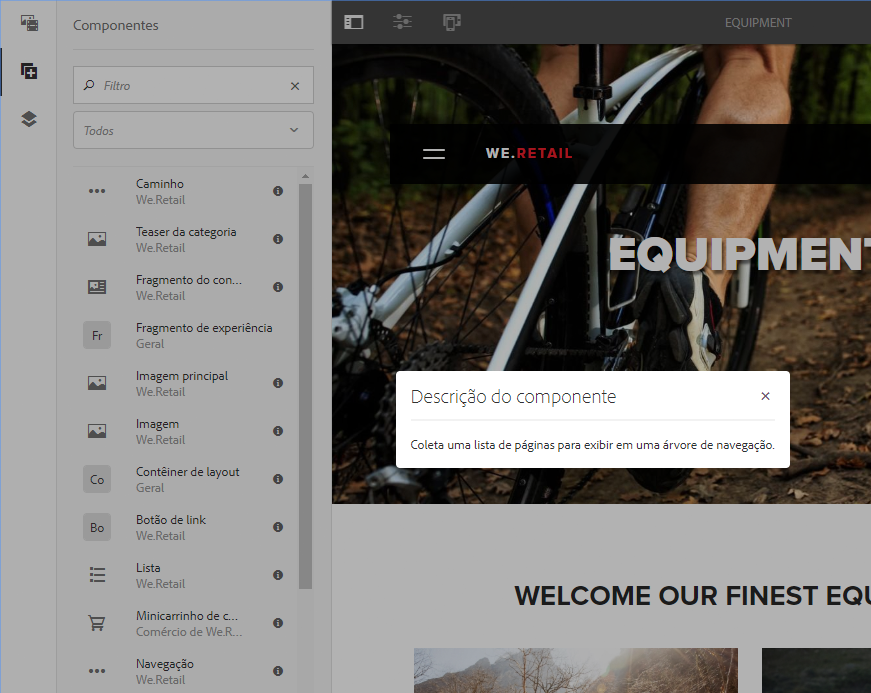 Componentes
EQUIPMENT
Filtro
Todos
Caminho
We.Retail
Teaser da categoria
We.Retail
Fragmento do con...
We.Retail
Fr
Fragmento de experiência
Geral
Imagem principal
We.Retail
Imagem
We.Retail
Co
Contêiner de layout
Geral
Bo
Botão de link
We.Retail
Lista
We.Retail
Minicarrinho de c...
Comércio de We.R...
Navegação
We.Retail
WE.RETAIL
EQUIPMENT
Descrição do componente
Coleta uma lista de páginas para exibir em uma árvore de navegação.
WELCOME OUR FINEST EQU